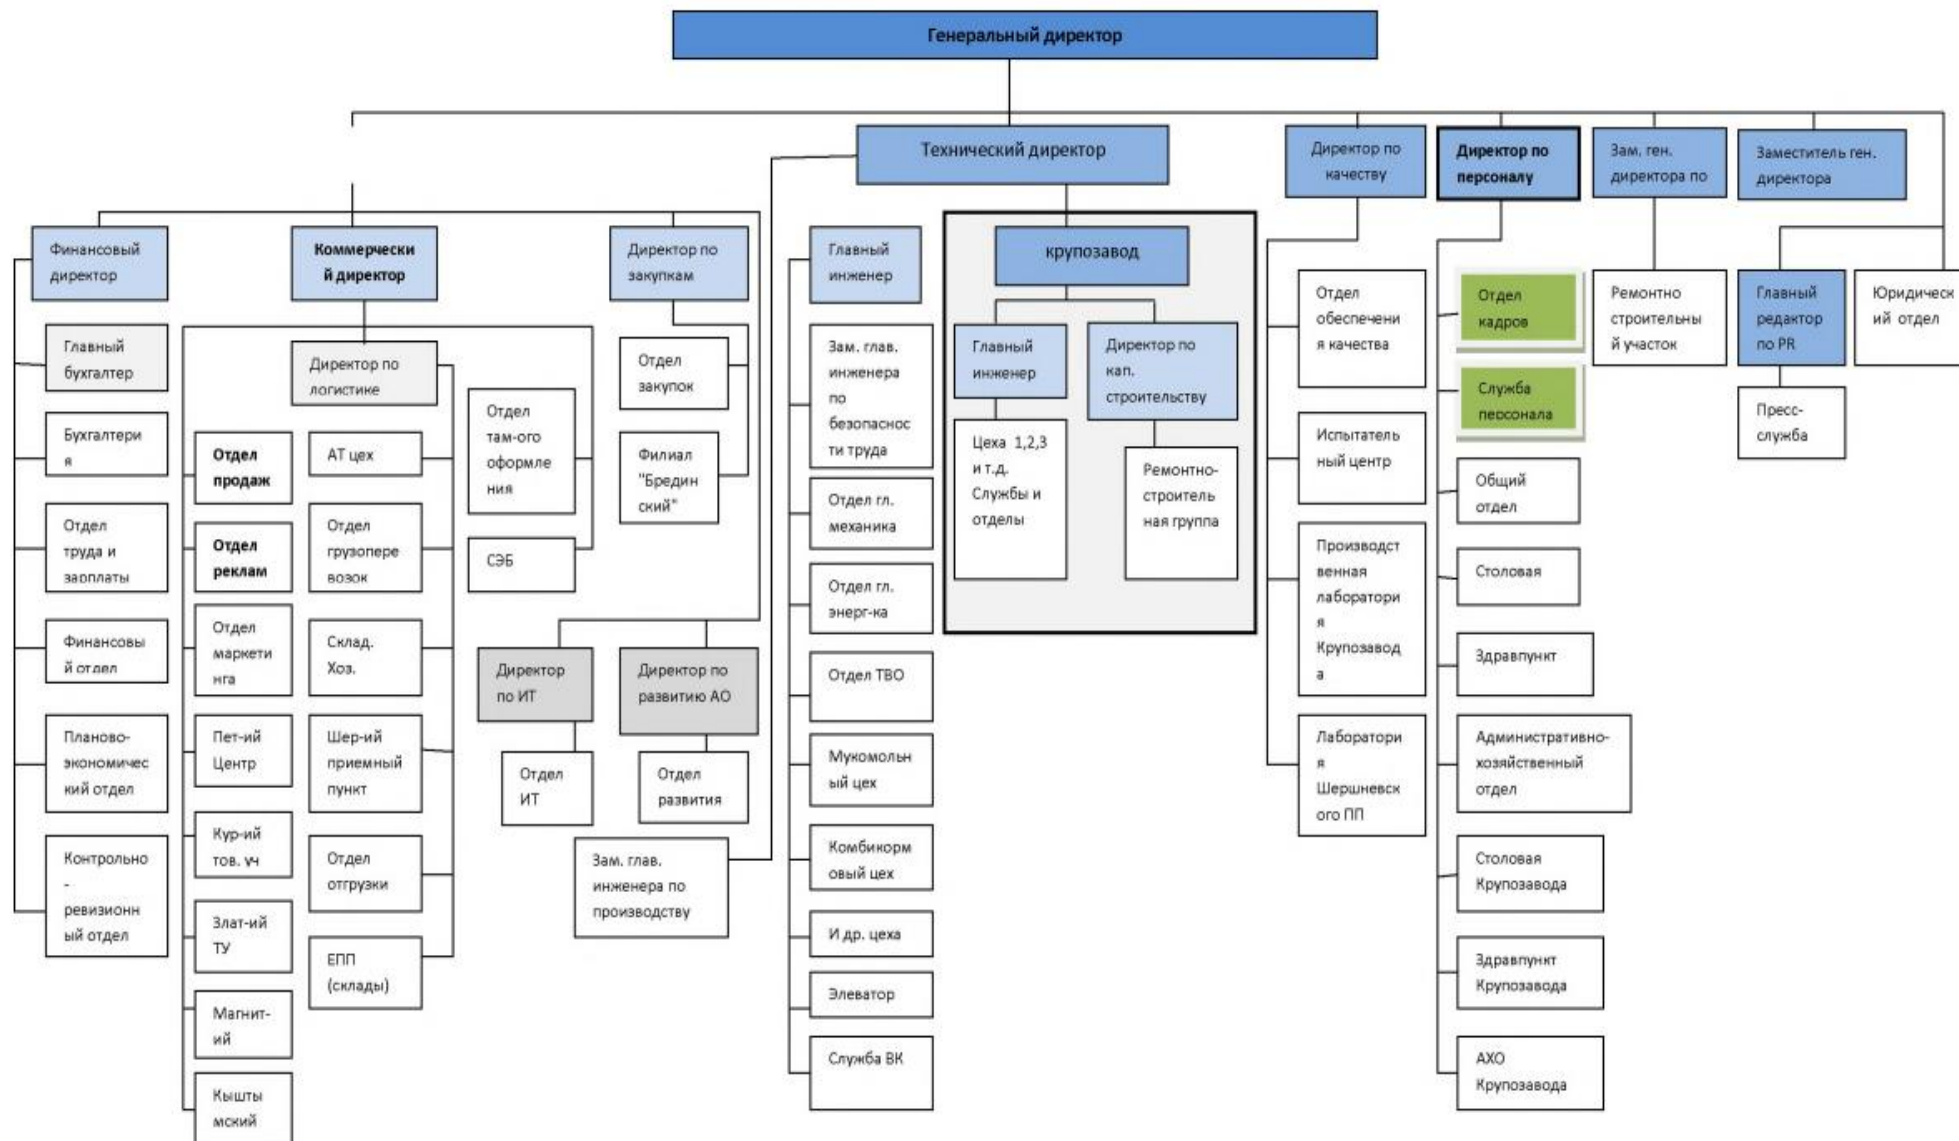 Генеральный директор
Технический директор
Директор по
качеству
Директор по
персоналу
Зам, ген.
директора по
Заместитель ген.
директора
Финансовый
директор
Коммерчески
й директор
Директор по
закупкам
Главный
инженер
крупозавод
Главный
бухгалтер
Бухгалтери
я
Отдел
труда и
зарплаты
Финансовы
й отдел
Планово-
экономичес
кий отдел
Контрольно
-
ревизионн
ый отдел
Отдел
продаж
Отдел
реклам
Отдел
маркети
нга
Пет-ий
Центр
Кур-ий
тов. уч
Злат-ий
ТУ
Магнит-
ий
Кышты
мский
Директор по
логистике
АТ цех
Отдел
грузопере
возок
Склад.
Хоз.
Шер-ий
приемный
пункт
Отдел
отгрузки
ЕПП
(склады)
Отдел
там-ого
оформле
ния
СЭБ
Отдел
закупок
Филиал
"Бредин
ский"
Директор
по ИТ
Отдел
ИТ
Директор по
развитию АО
Отдел
развития
Зам. глав.
инженера по
производству
Зам. глав.
инженера
по
безопаснос
ти труда
Отдел гл.
механика
Отдел гл.
энерг-ка
Отдел ТВО
Мукомольн
ый цех
Комбикорм
овый цех
И др. цеха
Элеватор
Служба ВК
Главный
инженер
Цеха 1,2,3
и т.д.
Службы и
отделы
Директор по
кап.
строительству
Ремонтно-
строитель
ная группа
Отдел
обеспечени
я качества
Испытатель
ный центр
Производст
венная
лаборатори
я
Крупозавод
а
Лаборатори
я
Шершневск
ого ПП
Отдел
кадров
Служба
персонала
Общий
отдел
Столовая
Здравпункт
Административно-
хозяйственный
отдел
Столовая
Крупозавода
Здравпункт
Крупозавода
АХО
Крупозавода
Ремонтно
строительны
й участок
Главный
редактор
по PR
Пресс-
служба
Юридическ
ий отдел